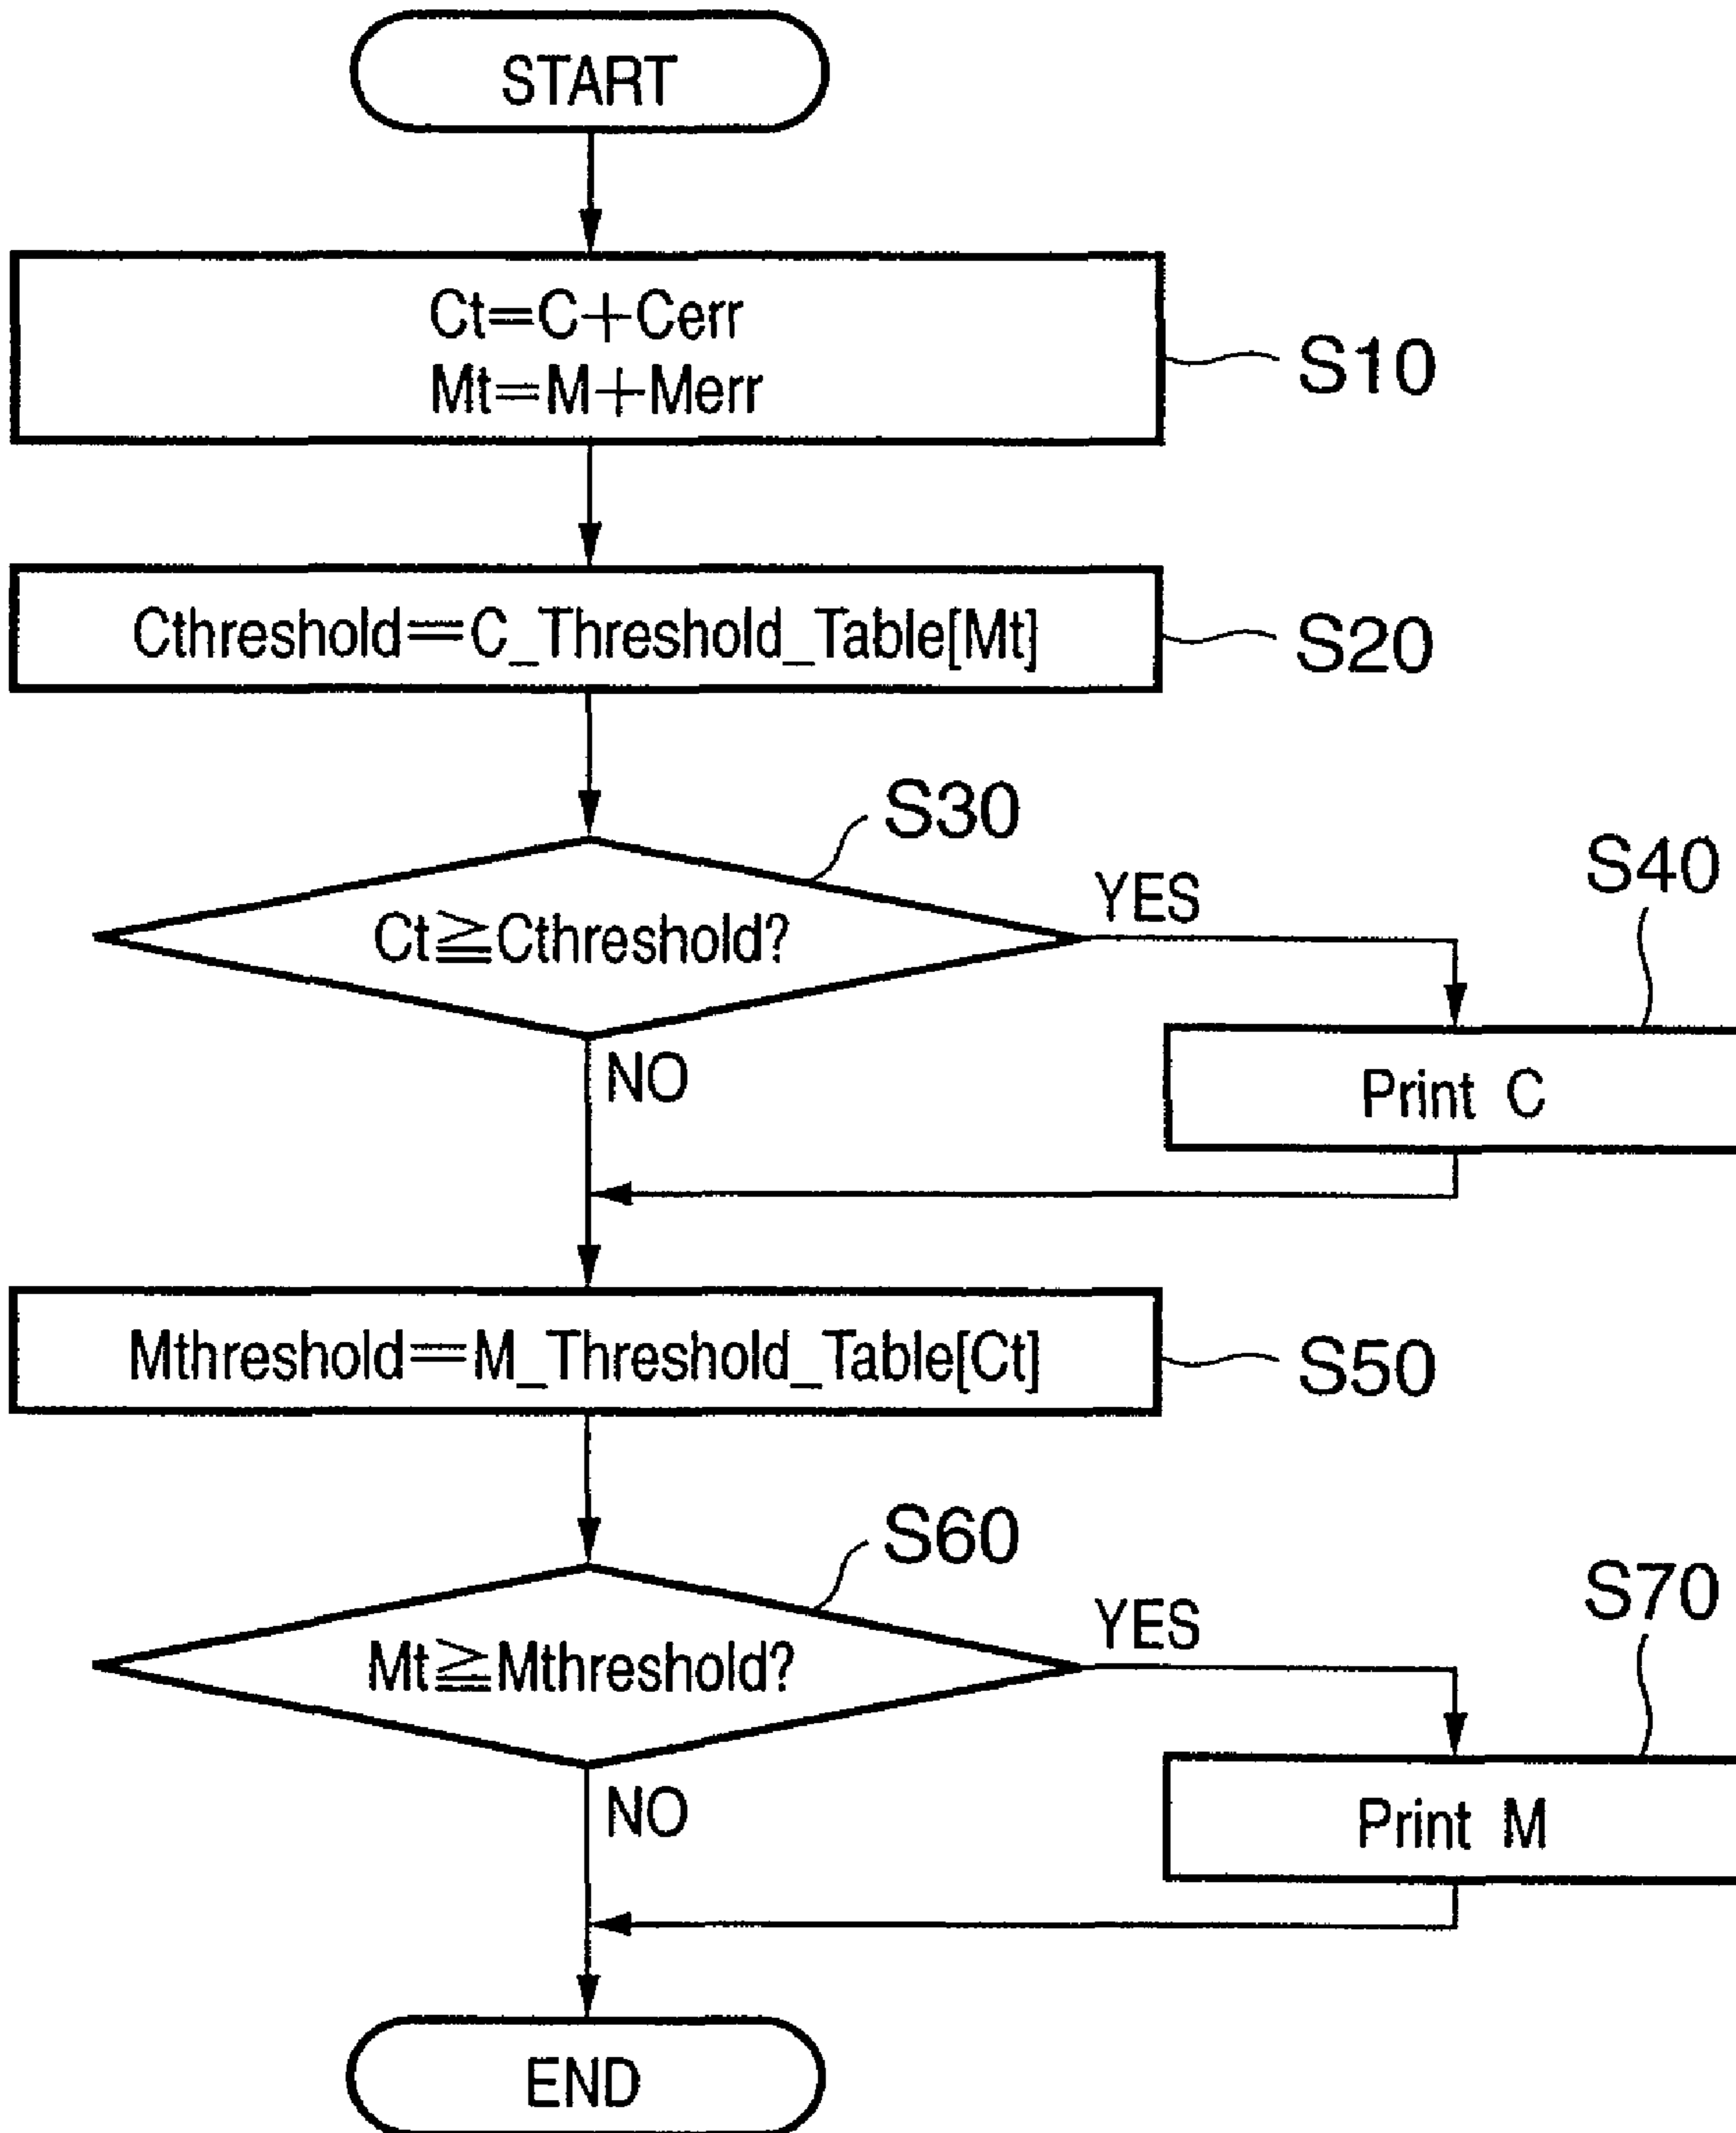 START
Ct=C+Cerr
Mt=M+Merr
S10
Cthreshold=C_Threshold_Table[Mt]
S20
S30
Ct≧Cthreshold?
YES
S40
Print C
NO
Mthreshold=M_Threshold_Table[Ct]
S50
S60
Mt≧Mthreshold?
YES
S70
Print M
NO
END